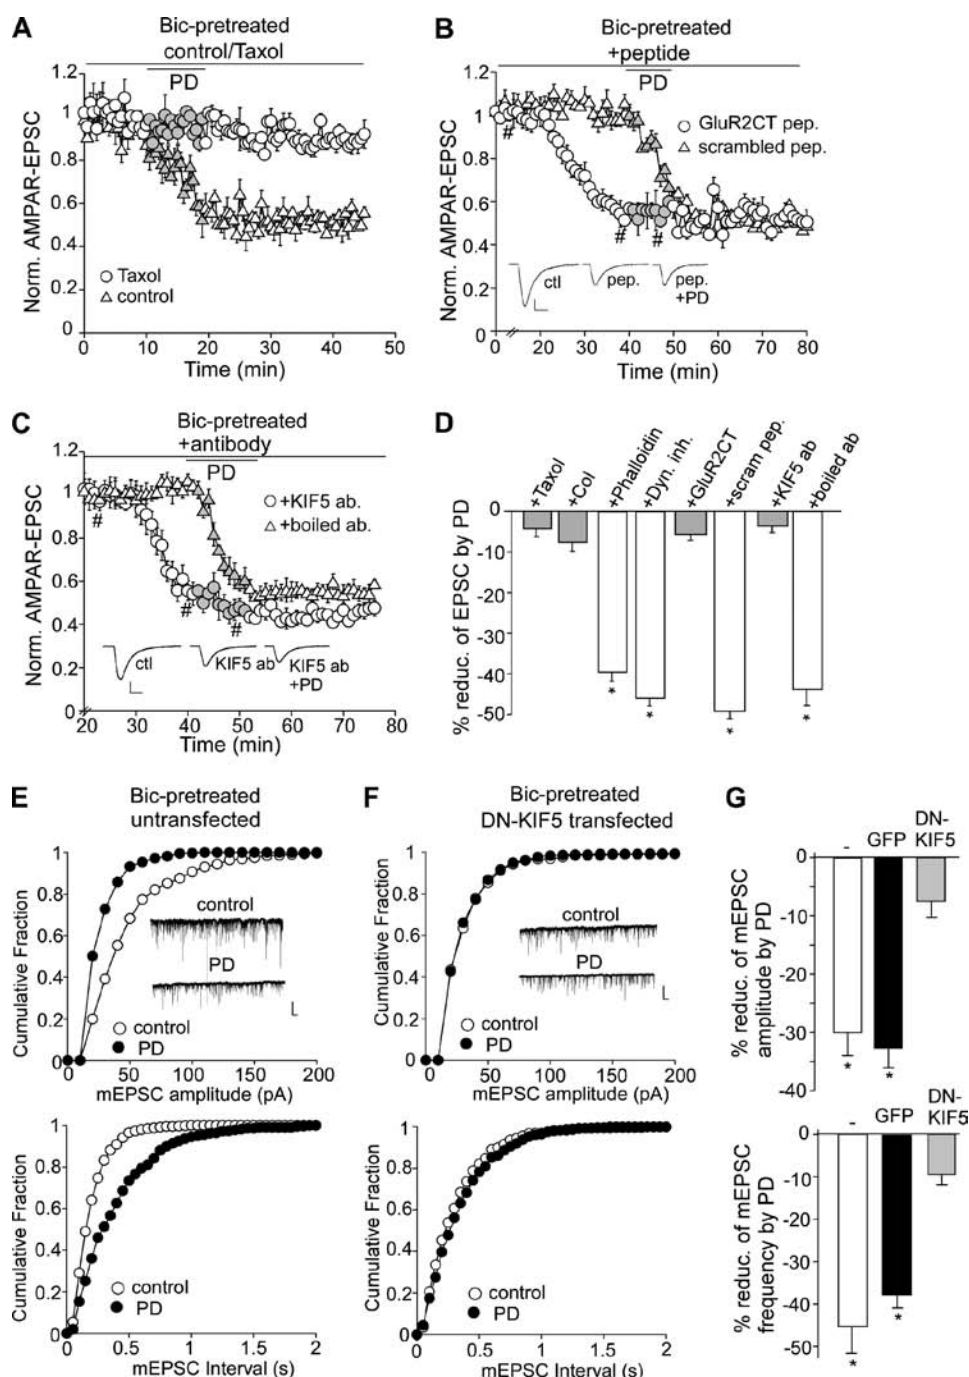 A
Bic-pretreated
control/Taxol
PD
Norm. AMPAR-EPSC
1.2
1
0.8
0.6
0.4
0.2
0
Taxol
control
0 10 20 30 40 50
Time (min)
B
Bic-pretreated
+peptide
PD
Norm. AMPAR-EPSC
1.2
1
0.8
0.6
0.4
0.2
0
GluR2CT pep.
scrambled pep.
#
# #
ctl
pep.
pep.
+PD
0 20 30 40 50 60 70 80
Time (min)
C
Bic-pretreated
+antibody
PD
Norm. AMPAR-EPSC
1.2
1
0.8
0.6
0.4
0.2
0
+KIF5 ab.
+boiled ab.
#
#
#
ctl
KIF5 ab
KIF5 ab
+PD
20 30 40 50 60 70 80
Time (min)
D
+Taxol
+Col
+Phalloidin
+Dyn. inh.
+GluR2CT
+scram pep.
+KIF5 ab
+boiled ab
% reduc. of EPSC by PD
0
-10
-20
-30
-40
-50
* * * *
E
Bic-pretreated
untransfected
Cumulative Fraction
1
0.8
0.6
0.4
0.2
0
control
PD
control
PD
0 50 100 150 200
mEPSC amplitude (pA)
Cumulative Fraction
1
0.8
0.6
0.4
0.2
0
control
PD
0 0.5 1 1.5 2
mEPSC Interval (s)
F
Bic-pretreated
DN-KIF5 transfected
Cumulative Fraction
1
0.8
0.6
0.4
0.2
0
control
PD
control
PD
0 50 100 150 200
mEPSC amplitude (pA)
Cumulative Fraction
1
0.8
0.6
0.4
0.2
0
control
PD
0 0.5 1 1.5 2
mEPSC Interval (s)
G
- GFP DN-
KIF5
% reduc. of mEPSC
amplitude by PD
0
-10
-20
-30
-40
* *
- GFP DN-
KIF5
% reduc. of mEPSC
frequency by PD
0
-10
-20
-30
-40
-50
* *